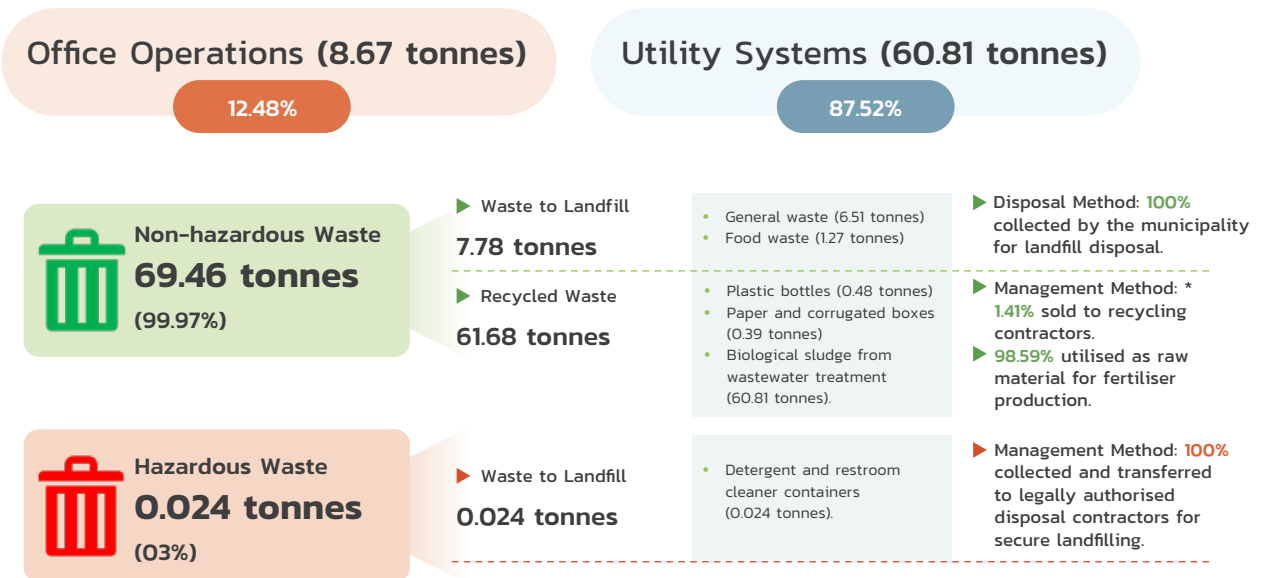 Office Operations (8.67 tonnes)
12.48%
Utility Systems (60.81 tonnes)
87.52%
Non-hazardous Waste
69.46 tonnes
(99.97%)
▶ Waste to Landfill
7.78 tonnes
• General waste (6.51 tonnes)
• Food waste (1.27 tonnes)
▶ Disposal Method: 100%
collected by the municipality
for landfill disposal.
▶ Recycled Waste
61.68 tonnes
• Plastic bottles (0.48 tonnes)
• Paper and corrugated boxes
(0.39 tonnes)
• Biological sludge from
wastewater treatment
(60.81 tonnes).
▶ Management Method: *
1.41% sold to recycling
contractors.
▶ 98.59% utilised as raw
material for fertiliser
production.
Hazardous Waste
0.024 tonnes
(03%)
▶ Waste to Landfill
0.024 tonnes
• Detergent and restroom
cleaner containers
(0.024 tonnes).
▶ Management Method: 100%
collected and transferred
to legally authorised
disposal contractors for
secure landfilling.